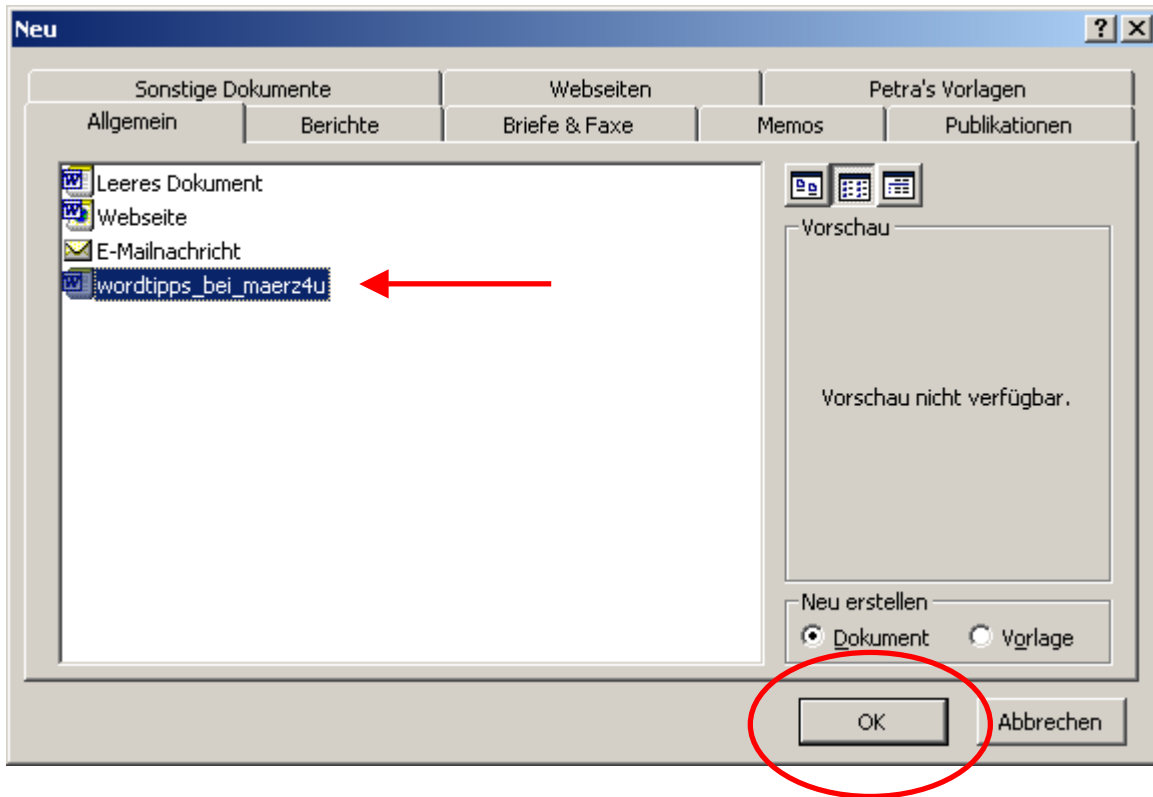 Neu
Sonstige Dokumente
Webseiten
Petra's Vorlagen
Allgemein
Berichte
Briefe & Faxe
Memos
Publikationen
Leeres Dokument
Webseite
E-Mailnachricht
wordtipps_bei_maerz4u
Vorschau
Vorschau nicht verfügbar.
Neu erstellen
Dokument
Vorlage
OK
Abbrechen